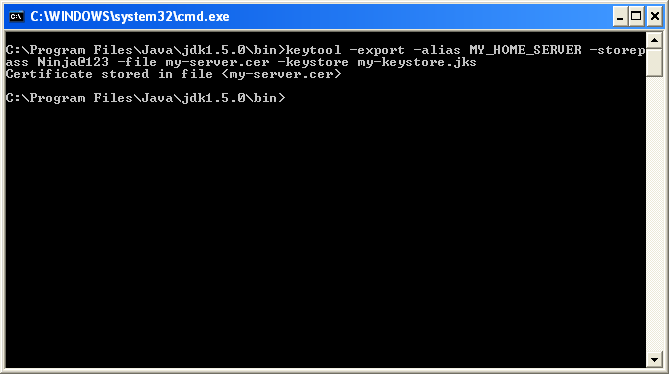 C:\WINDOWS\system32\cmd.exe
C:\Program Files\Java\jdk1.5.0\bin>keytool -export -alias MY_HOME_SERVER -storep
ass Ninja@123 -file my-server.cer -keystore my-keystore.jks
Certificate stored in file <my-server.cer>
C:\Program Files\Java\jdk1.5.0\bin>